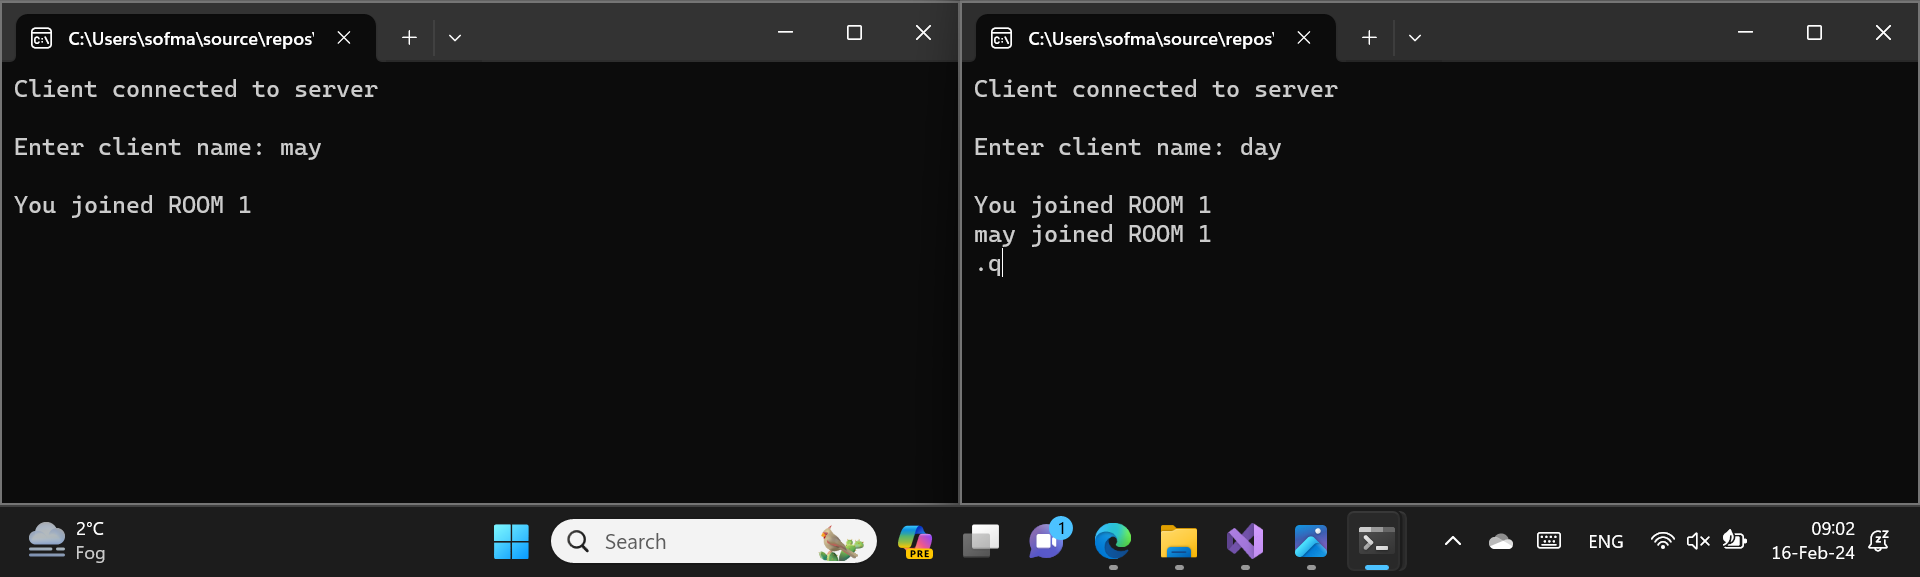 C:\Users\sofma\source\repos\
Client connected to server
Enter client name: may
You joined ROOM 1
C:\Users\sofma\source\repos\
Client connected to server
Enter client name: day
You joined ROOM 1
may joined ROOM 1
.q
2°C
Fog
Search
PRE
1
ENG
09:02
16-Feb-24